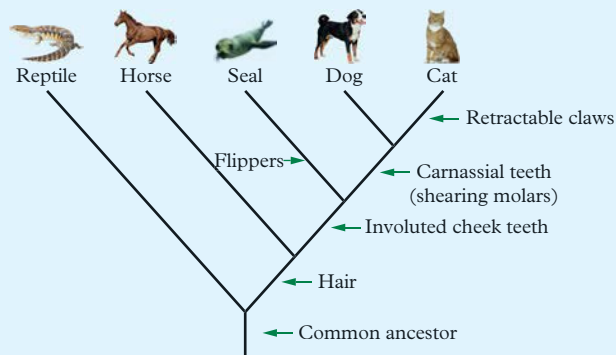 Reptile
Horse
Seal
Dog
Cat
Retractable claws
Flippers
Carnassial teeth
(shearing molars)
Involuted cheek teeth
Hair
Common ancestor